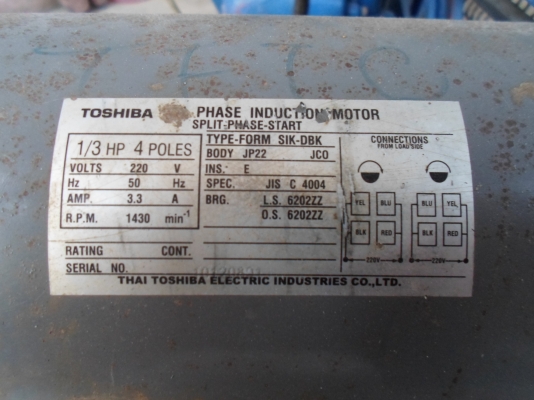 TOSHIBA PHASE INDUCTION MOTOR
SPLIT-PHASE-START
1/3 HP 4 POLES
VOLTS 220 V
Hz 50 Hz
AMP. 3.3 A
R.P.M. 1430 min⁻¹
RATING CONT.
SERIAL NO.
TYPE-FORM SIK-DBK
BODY JP22 JCO
INS. E
SPEC. JIS C 4004
BRG. L.S. 6202ZZ
O.S. 6202ZZ
CONNECTIONS
FROM LOAD SIDE
YEL BLU
BLK RED
220V
BLU YEL
BLK RED
220V
THAI TOSHIBA ELECTRIC INDUSTRIES CO.,LTD.